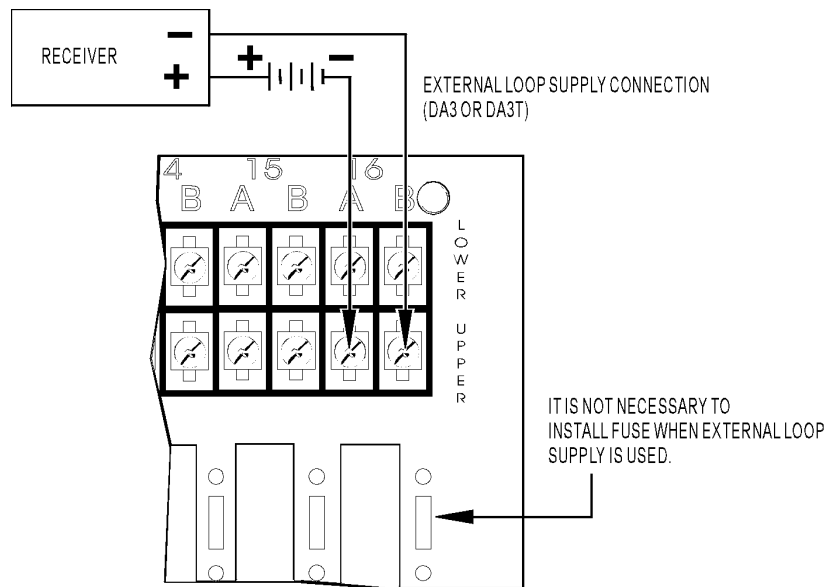 RECEIVER
−
+
+
−
EXTERNAL LOOP SUPPLY CONNECTION
(DA3 OR DA3T)
4 15 16
B A B A B
LOWER UPPER
IT IS NOT NECESSARY TO
INSTALL FUSE WHEN EXTERNAL LOOP
SUPPLY IS USED.